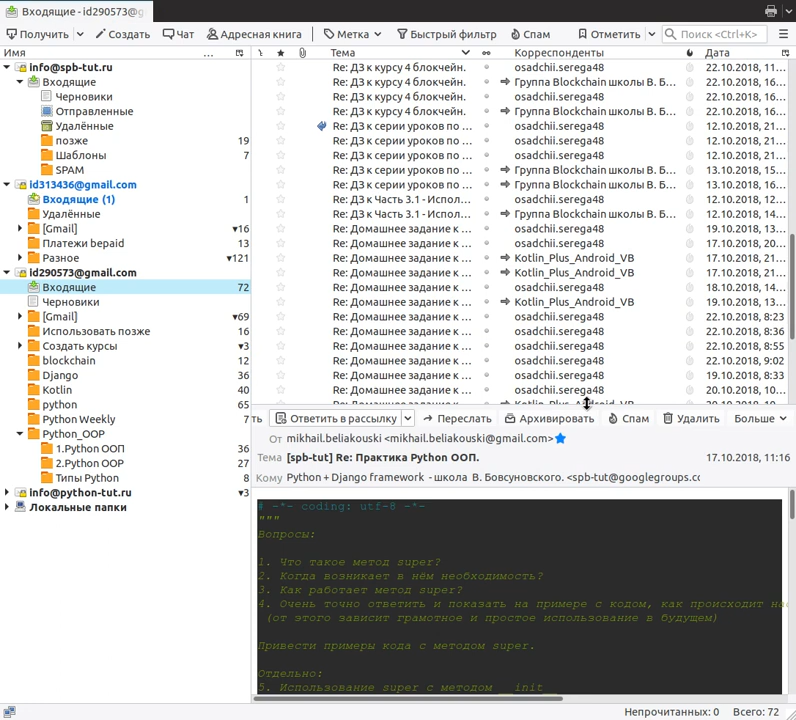 Входящие - id290573@g
Получить Создать Чат Адресная книга Метка Быстрый фильтр Спам Отметить Поиск <Ctrl+K>
Имя ... Тема Корреспонденты Дата
info@spb-tut.ru
Входящие
Черновики
Отправленные
Удалённые
позже 19
Шаблоны 7
SPAM
id313436@gmail.com
Входящие (1) 1
Удалённые
[Gmail] ▾16
Платежи bepaid 13
Разное ▾121
id290573@gmail.com
Входящие 72
Черновики
[Gmail] ▾69
Использовать позже 16
Создать курсы ▾3
blockchain 12
Django 36
Kotlin 40
python 65
Python Weekly 7
Python_OOP
1.Python ООП 36
2.Python OOP 27
Типы Python 8
info@python-tut.ru ▾3
Локальные папки
Re: ДЗ к курсу 4 блокчейн. osadchii.serega48 22.10.2018, 11...
Re: ДЗ к курсу 4 блокчейн. Группа Blockchain школы В. Б... 22.10.2018, 16...
Re: ДЗ к курсу 4 блокчейн. osadchii.serega48 22.10.2018, 16...
Re: ДЗ к курсу 4 блокчейн. Группа Blockchain школы В. Б... 22.10.2018, 16...
Re: ДЗ к серии уроков по ... osadchii.serega48 12.10.2018, 21...
Re: ДЗ к серии уроков по ... osadchii.serega48 12.10.2018, 21...
Re: ДЗ к серии уроков по ... osadchii.serega48 12.10.2018, 21...
Re: ДЗ к серии уроков по ... Группа Blockchain школы В. Б... 13.10.2018, 15...
Re: ДЗ к серии уроков по ... Группа Blockchain школы В. Б... 13.10.2018, 16...
Re: ДЗ к Часть 3.1 - Испол... osadchii.serega48 12.10.2018, 12...
Re: ДЗ к Часть 3.1 - Испол... Группа Blockchain школы В. Б... 12.10.2018, 14...
Re: Домашнее задание к ... osadchii.serega48 19.10.2018, 13...
Re: Домашнее задание к ... osadchii.serega48 17.10.2018, 20...
Re: Домашнее задание к ... Kotlin_Plus_Android_VB 17.10.2018, 21...
Re: Домашнее задание к ... Kotlin_Plus_Android_VB 17.10.2018, 21...
Re: Домашнее задание к ... osadchii.serega48 18.10.2018, 14...
Re: Домашнее задание к ... Kotlin_Plus_Android_VB 19.10.2018, 13...
Re: Домашнее задание к ... osadchii.serega48 22.10.2018, 8:23
Re: Домашнее задание к ... osadchii.serega48 22.10.2018, 8:36
Re: Домашнее задание к ... osadchii.serega48 22.10.2018, 8:55
Re: Домашнее задание к ... osadchii.serega48 22.10.2018, 9:02
Re: Домашнее задание к ... osadchii.serega48 19.10.2018, 8:33
Re: Домашнее задание к ... osadchii.serega48 20.10.2018, 10...
ть Ответить в рассылку Переслать Архивировать Спам Удалить Больше
От mikhail.beliakouski <mikhail.beliakouski@gmail.com>
Тема [spb-tut] Re: Практика Python ООП. 17.10.2018, 11:16
Кому Python + Django framework - школа В. Бовсуновского. <spb-tut@googlegroups.cc
# -*- coding: utf-8 -*-
"""
Вопросы:
1. Что такое метод super?
2. Когда возникает в нём необходимость?
3. Как работает метод super?
4. Очень точно ответить и показать на примере с кодом, как происходит на
(от этого зависит грамотное и простое использование в будущем)
Привести примеры кода с методом super.
Отдельно:
5. Использование super с методом __init__
Непрочитанных: 0 Всего: 72